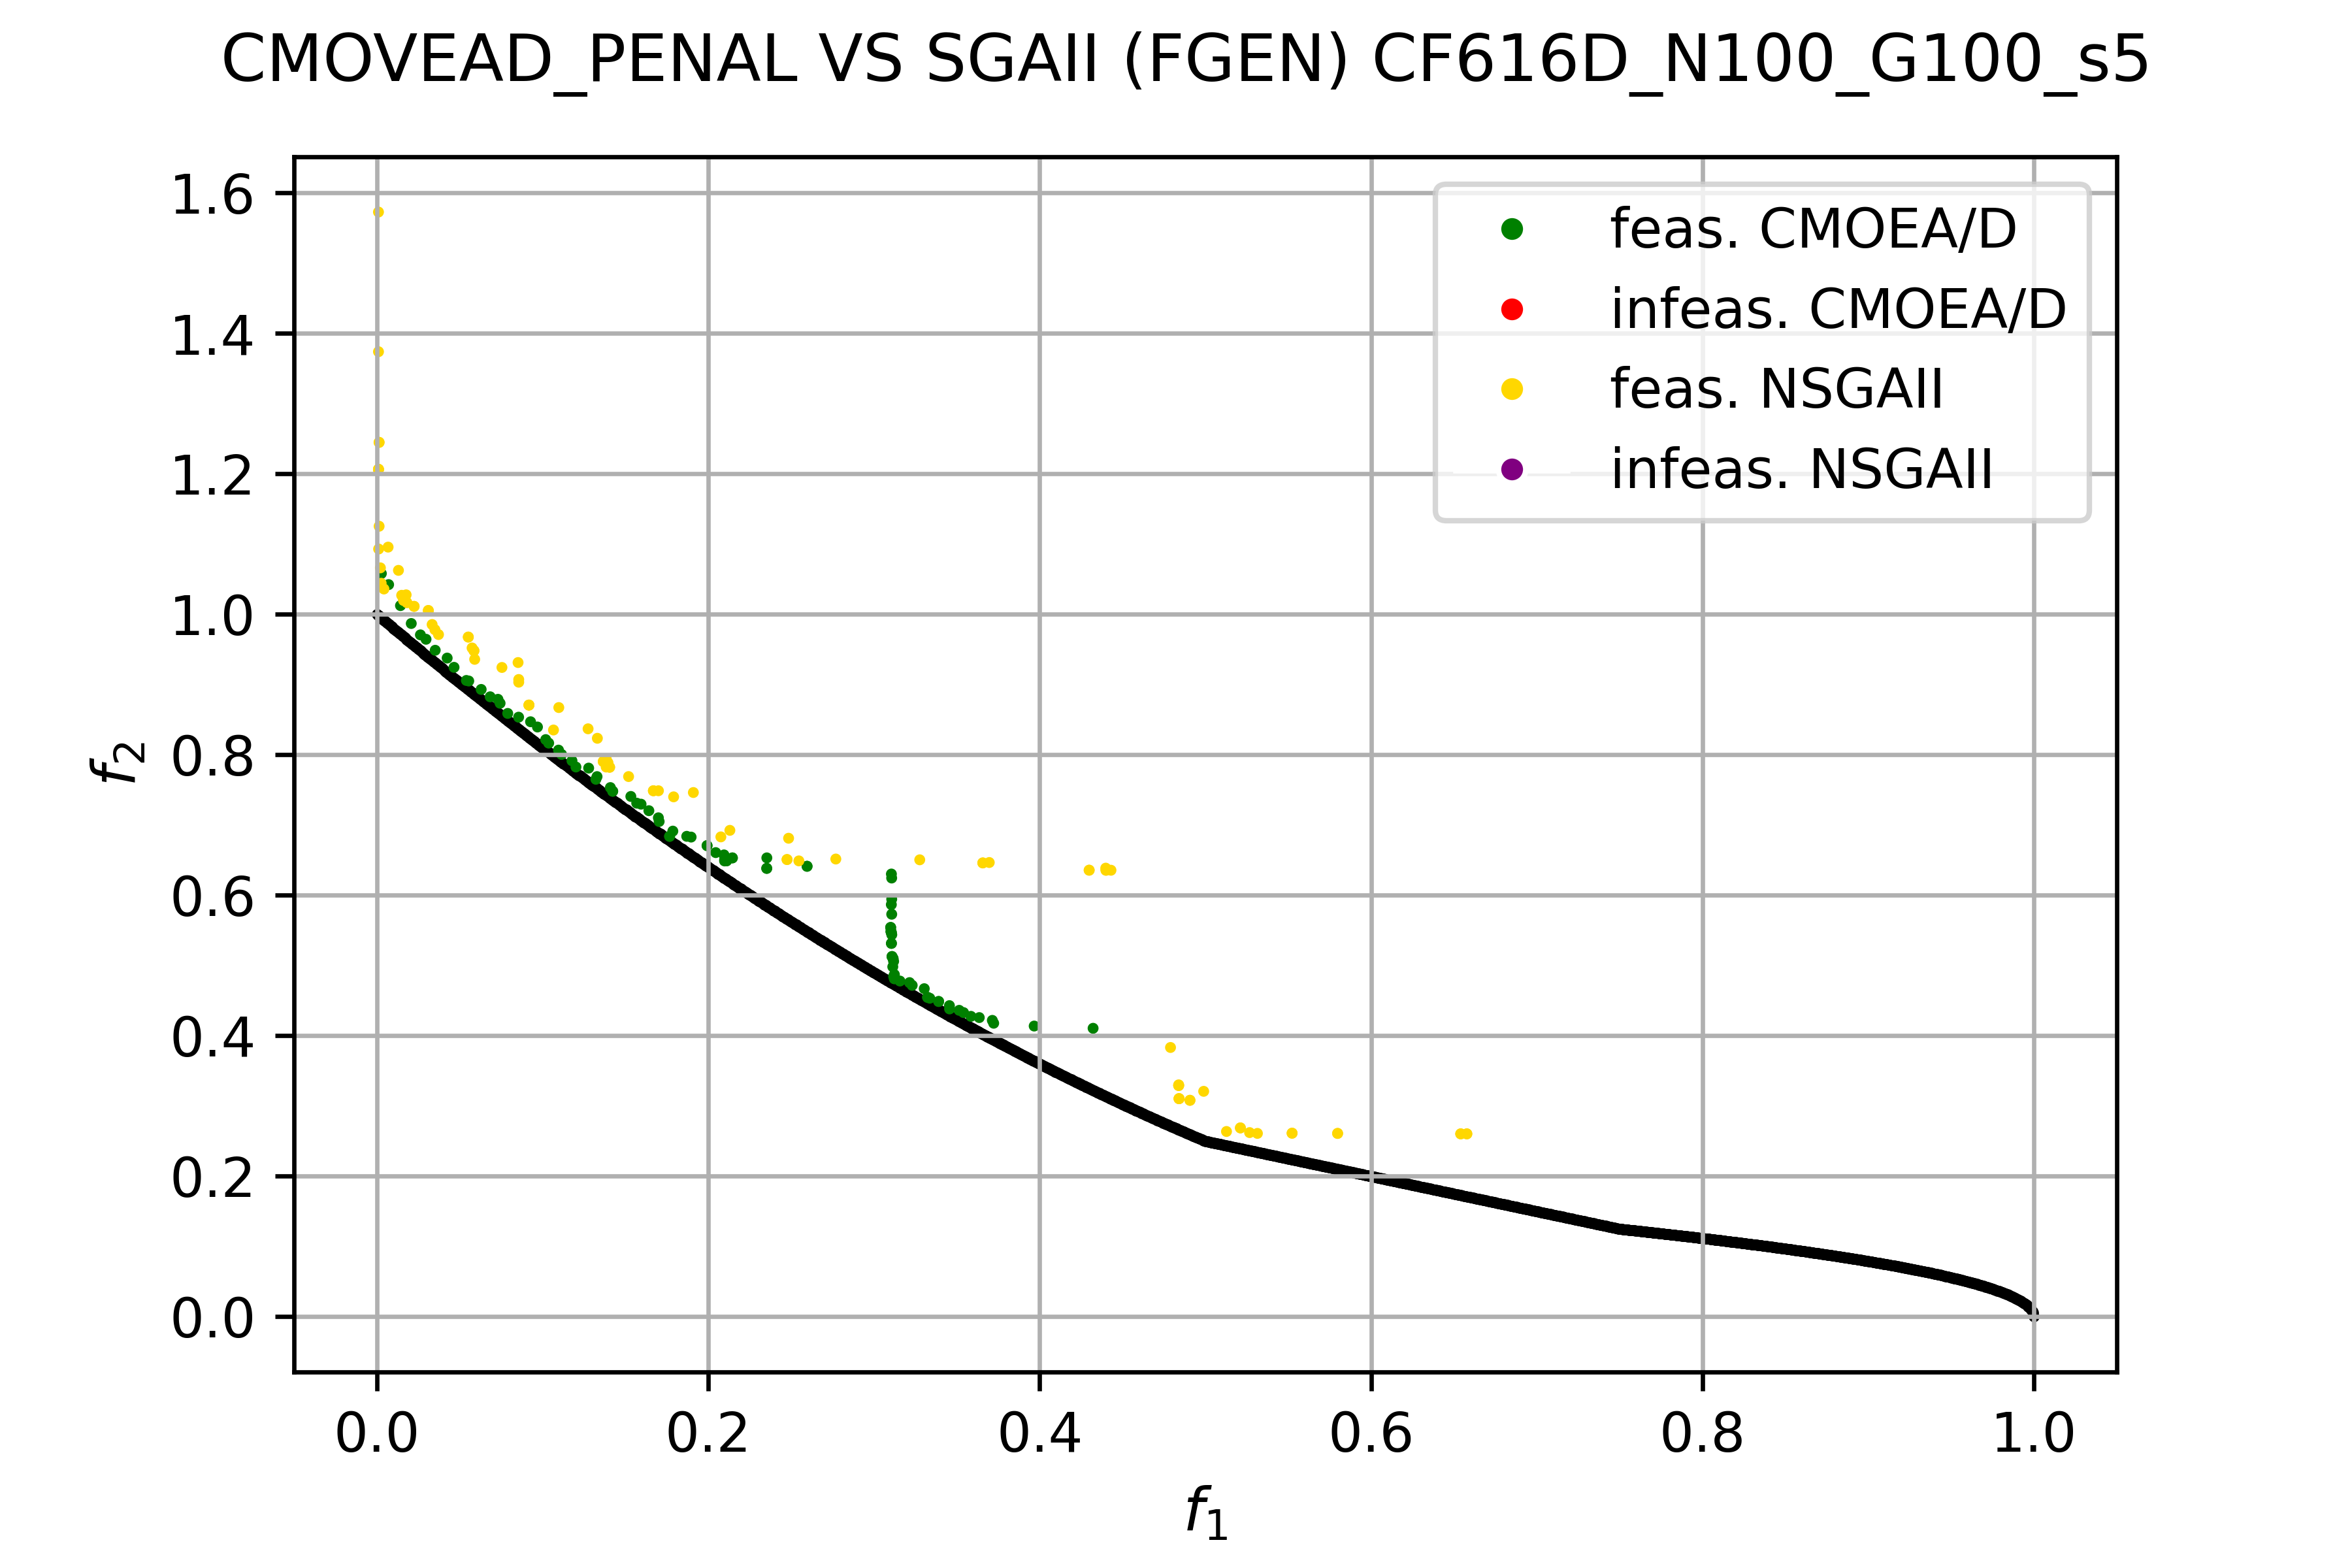 CMOVEAD_PENAL VS SGAII (FGEN) CF616D_N100_G100_s5
feas. CMOEA/D
infeas. CMOEA/D
feas. NSGAII
infeas. NSGAII
1.6
1.4
1.2
1.0
0.8
0.6
0.4
0.2
0.0
f2
0.0 0.2 0.4 0.6 0.8 1.0
f1